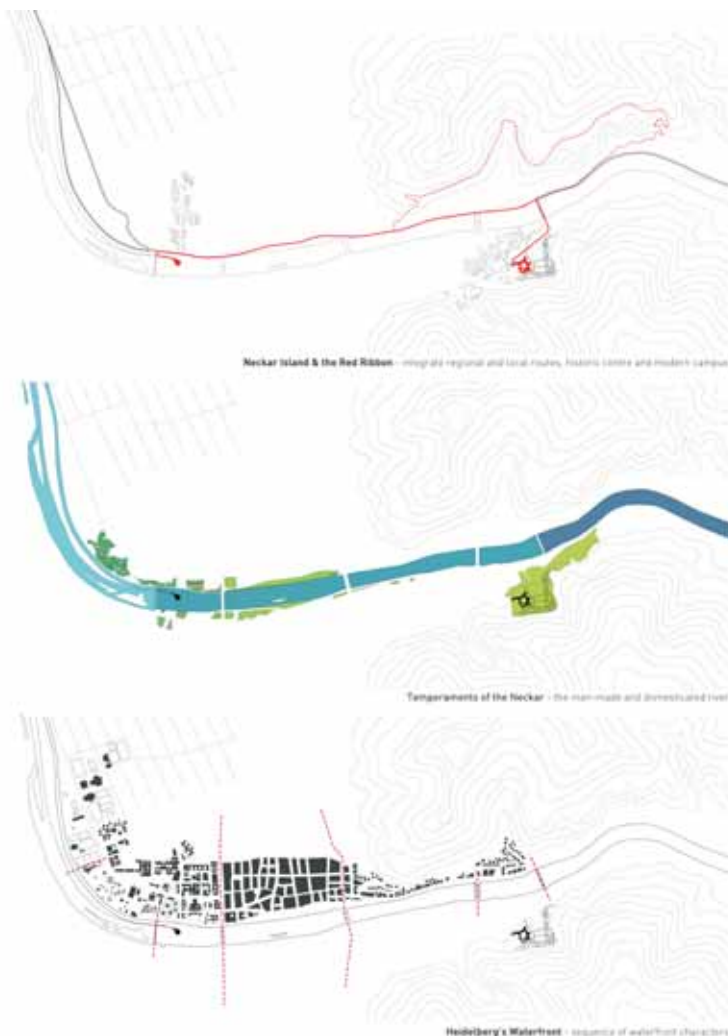 Neckar Island & the Red Ribbon – integrate regional and local routes, historic centre and modern campus
Temperaments of the Neckar – the man-made and domesticated river
Heidelberg's Waterfront – sequence of waterfront characters